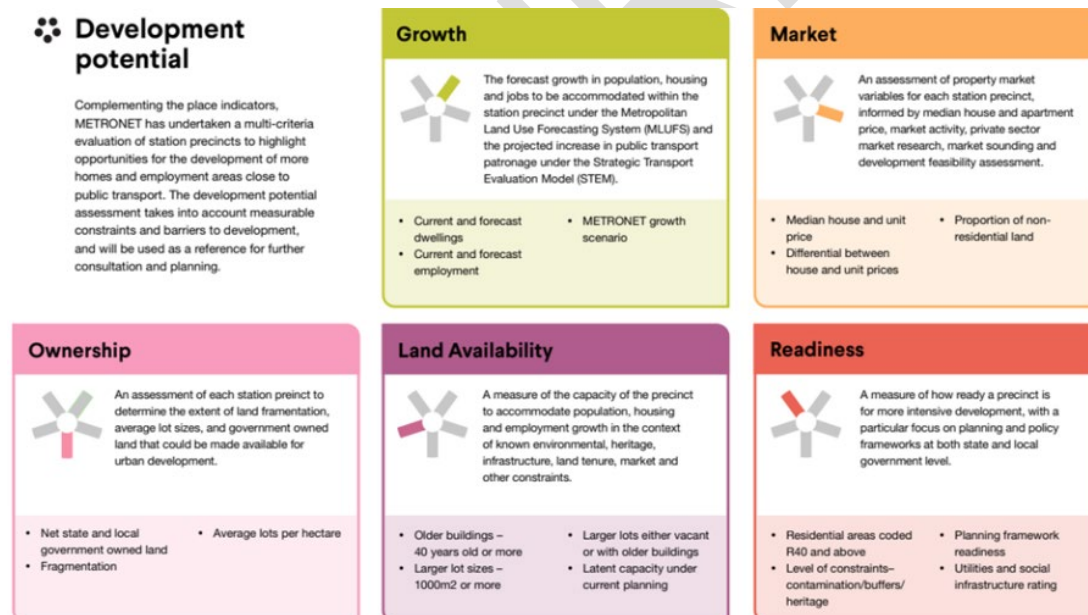 Development
potential
Complementing the place indicators,
METRONET has undertaken a multi-criteria
evaluation of station precincts to highlight
opportunities for the development of more
homes and employment areas close to
public transport. The development potential
assessment takes into account measurable
constraints and barriers to development,
and will be used as a reference for further
consultation and planning.
Growth
The forecast growth in population, housing
and jobs to be accommodated within the
station precinct under the Metropolitan
Land Use Forecasting System (MLUFS) and
the projected increase in public transport
patronage under the Strategic Transport
Evaluation Model (STEM).
• Current and forecast
dwellings
• Current and forecast
employment
• METRONET growth
scenario
Market
An assessment of property market
variables for each station precinct,
informed by median house and apartment
price, market activity, private sector
market research, market sounding and
development feasibility assessment.
• Median house and unit
price
• Differential between
house and unit prices
• Proportion of non-
residential land
Ownership
An assessment of each station preinct to
determine the extent of land framentation,
average lot sizes, and government owned
land that could be made available for
urban development.
• Net state and local
government owned land
• Fragmentation
• Average lots per hectare
Land Availability
A measure of the capacity of the precinct
to accommodate population, housing
and employment growth in the context
of known environmental, heritage,
infrastructure, land tenure, market and
other constraints.
• Older buildings –
40 years old or more
• Larger lot sizes –
1000m2 or more
• Larger lots either vacant
or with older buildings
• Latent capacity under
current planning
Readiness
A measure of how ready a precinct is
for more intensive development, with a
particular focus on planning and policy
frameworks at both state and local
government level.
• Residential areas coded
R40 and above
• Level of constraints–
contamination/buffers/
heritage
• Planning framework
readiness
• Utilities and social
infrastructure rating